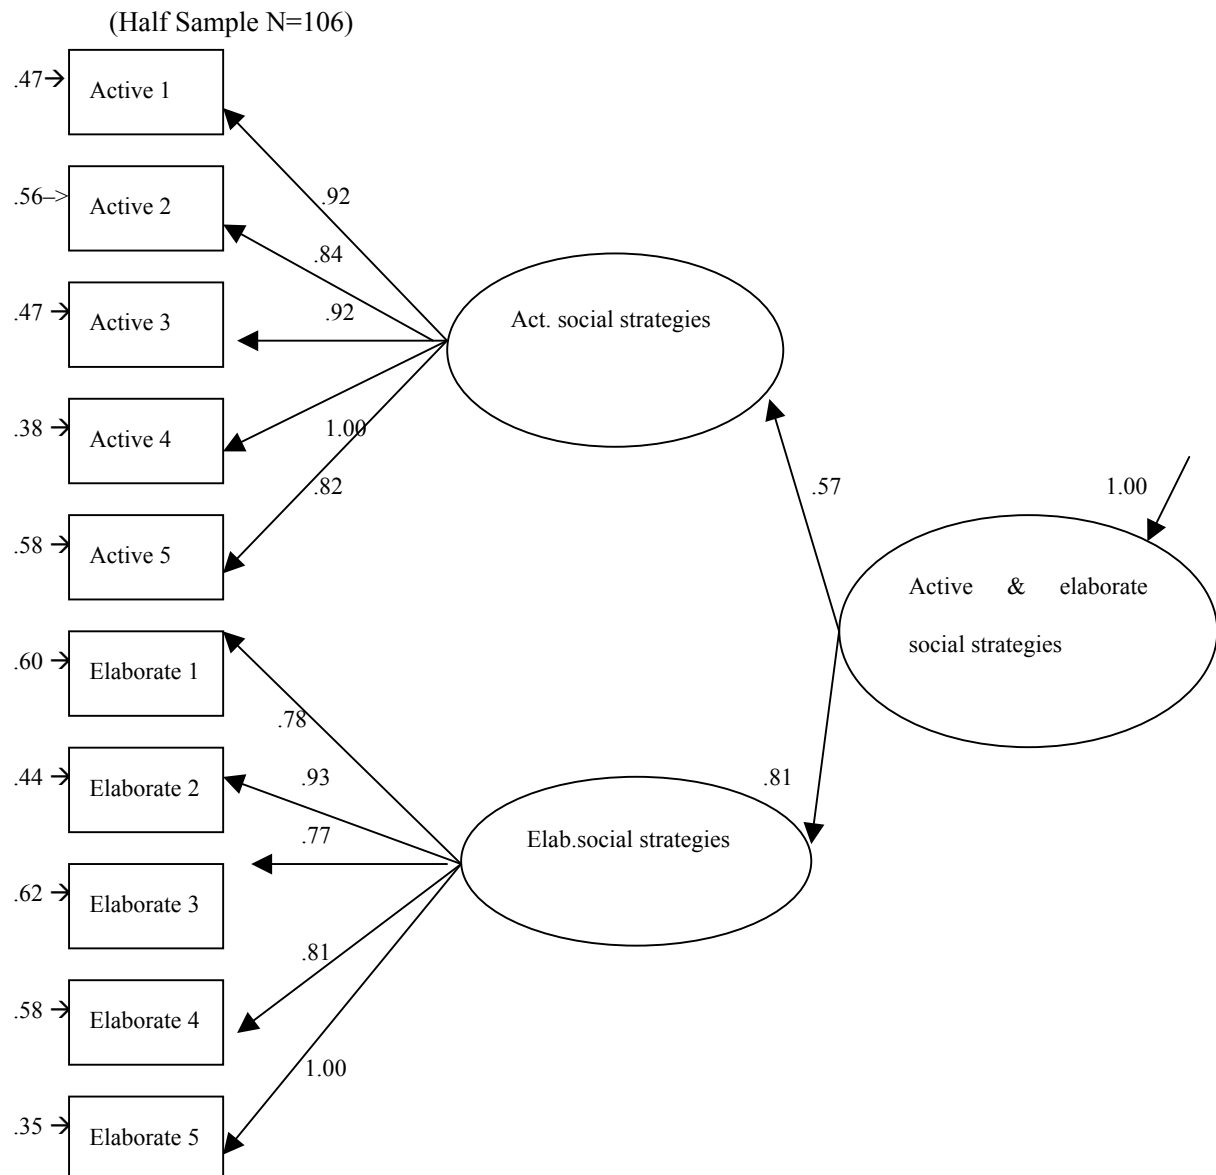 (Half Sample N=106)
.47→
Active 1
.56–>
Active 2
.92
.84
.47→
Active 3
.92
Act. social strategies
.38→
Active 4
1.00
.82
.57
1.00
.58→
Active 5
Active & elaborate
social strategies
.60→
Elaborate 1
.78
.44→
Elaborate 2
.93
.81
.77
Elab.social strategies
.62→
Elaborate 3
.81
.58→
Elaborate 4
1.00
.35→
Elaborate 5